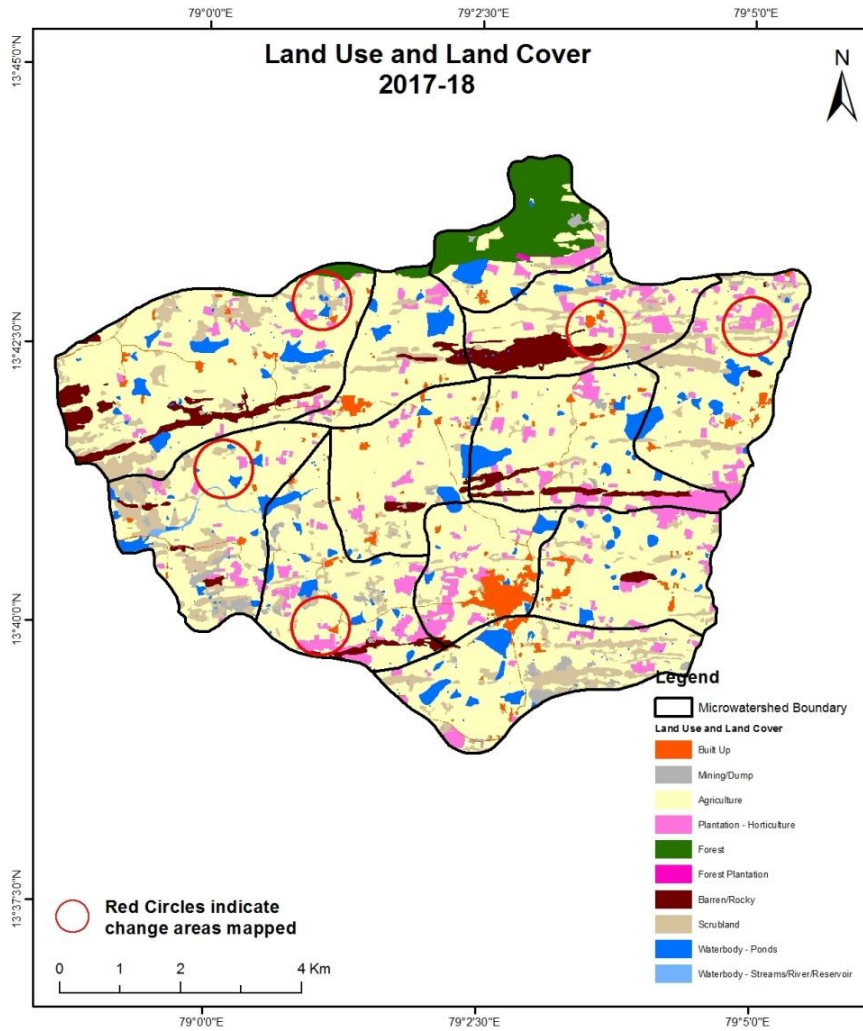 79°0'0"E
79°2'30"E
79°5'0"E
13°45'0"N
Land Use and Land Cover
2017-18
N
13°42'30"N
13°40'0"N
Legend
Microwatershed Boundary
Land Use and Land Cover
Built Up
Mining/Dump
Agriculture
Plantation - Horticulture
Forest
Forest Plantation
Barren/Rocky
Scrubland
Waterbody - Ponds
Waterbody - Streams/River/Reservoir
13°37'30"N
Red Circles indicate
change areas mapped
0 1 2 4 Km
79°0'0"E
79°2'30"E
79°5'0"E